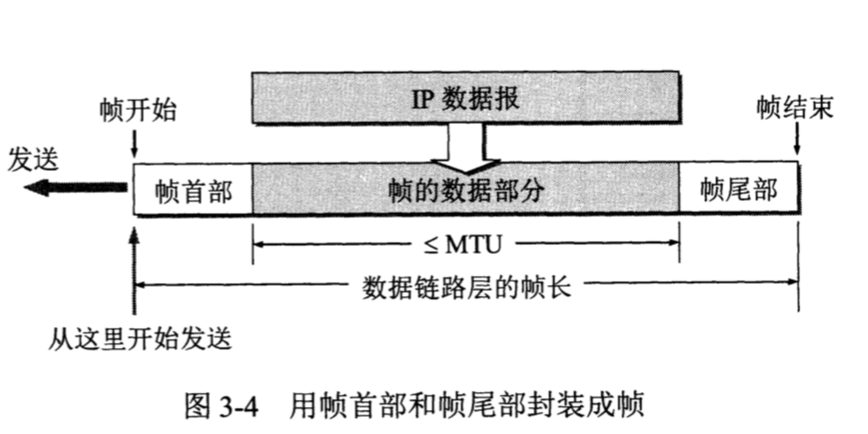 IP 数据报
帧开始
帧结束
发送
帧首部
帧的数据部分
帧尾部
≤ MTU
数据链路层的帧长
从这里开始发送
图 3-4 用帧首部和帧尾部封装成帧